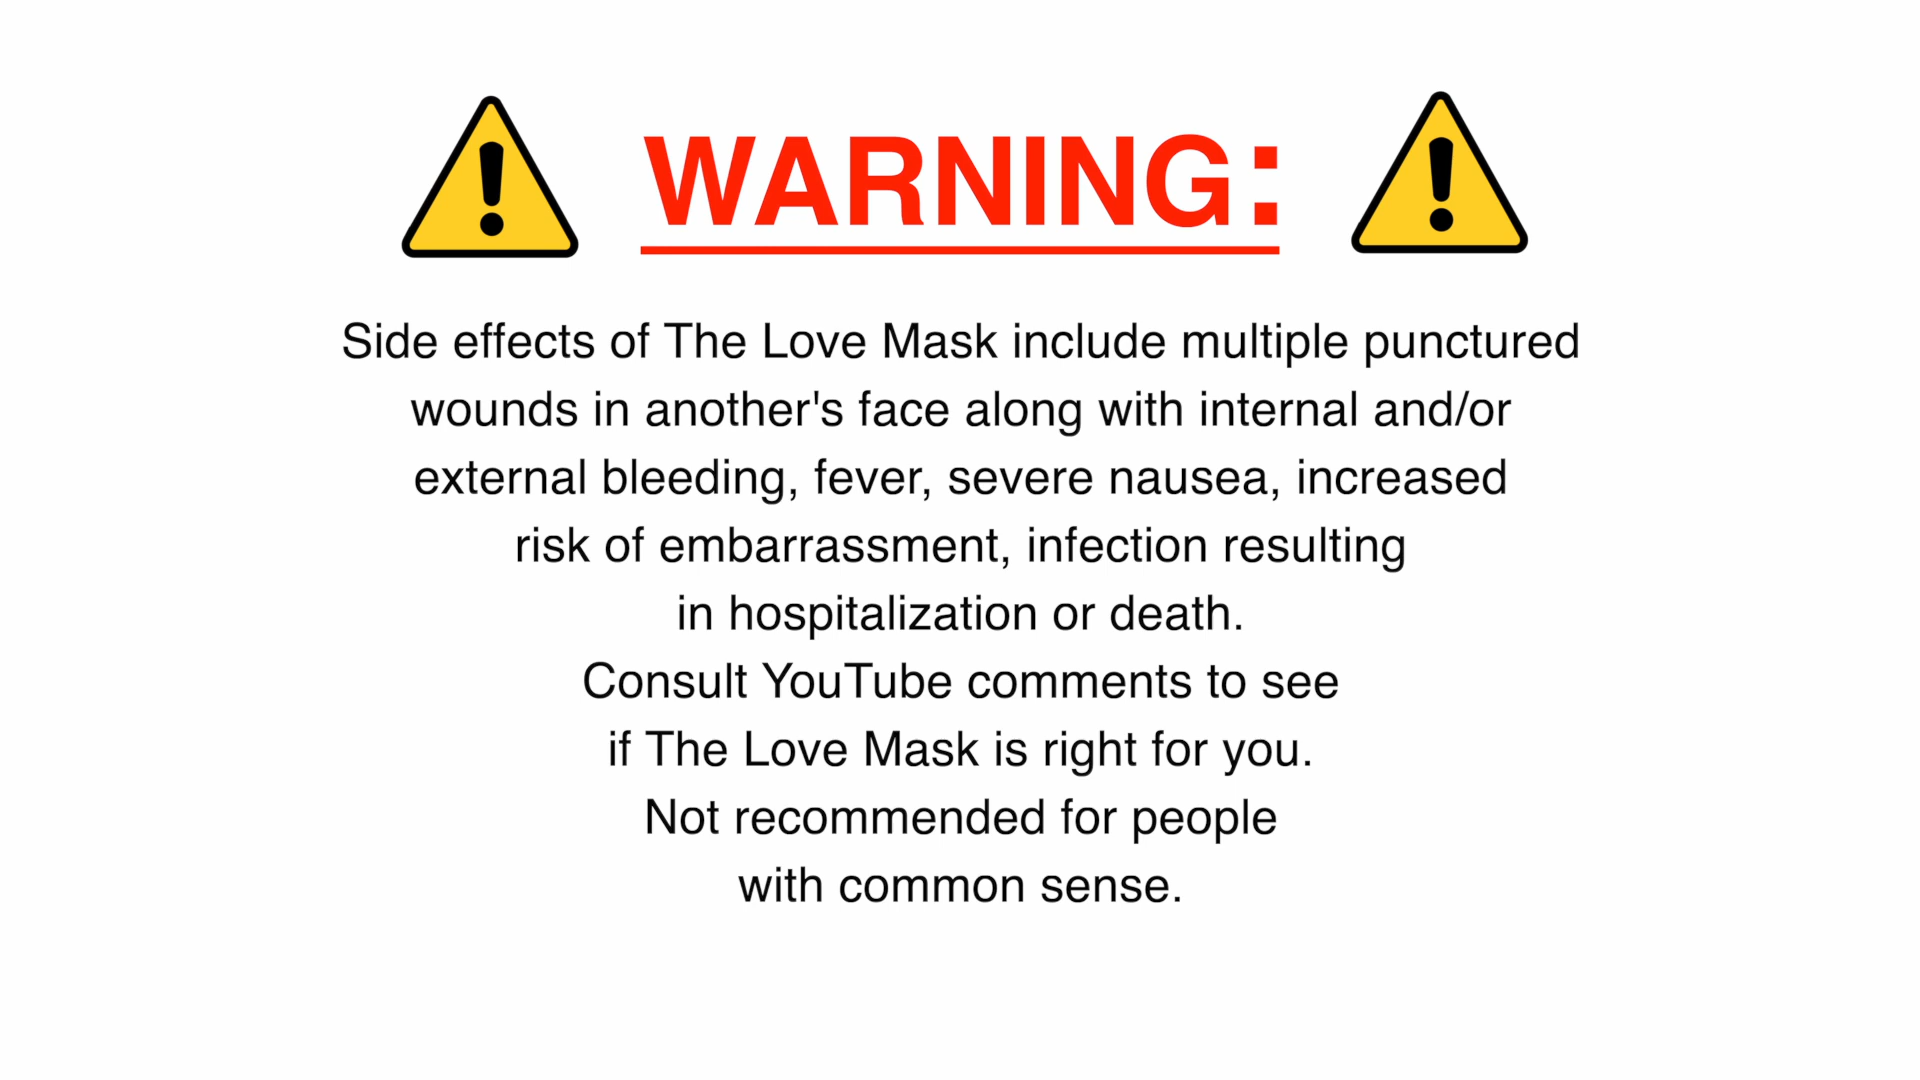 WARNING:
Side effects of The Love Mask include multiple punctured
wounds in another's face along with internal and/or
external bleeding, fever, severe nausea, increased
risk of embarrassment, infection resulting
in hospitalization or death.
Consult YouTube comments to see
if The Love Mask is right for you.
Not recommended for people
with common sense.